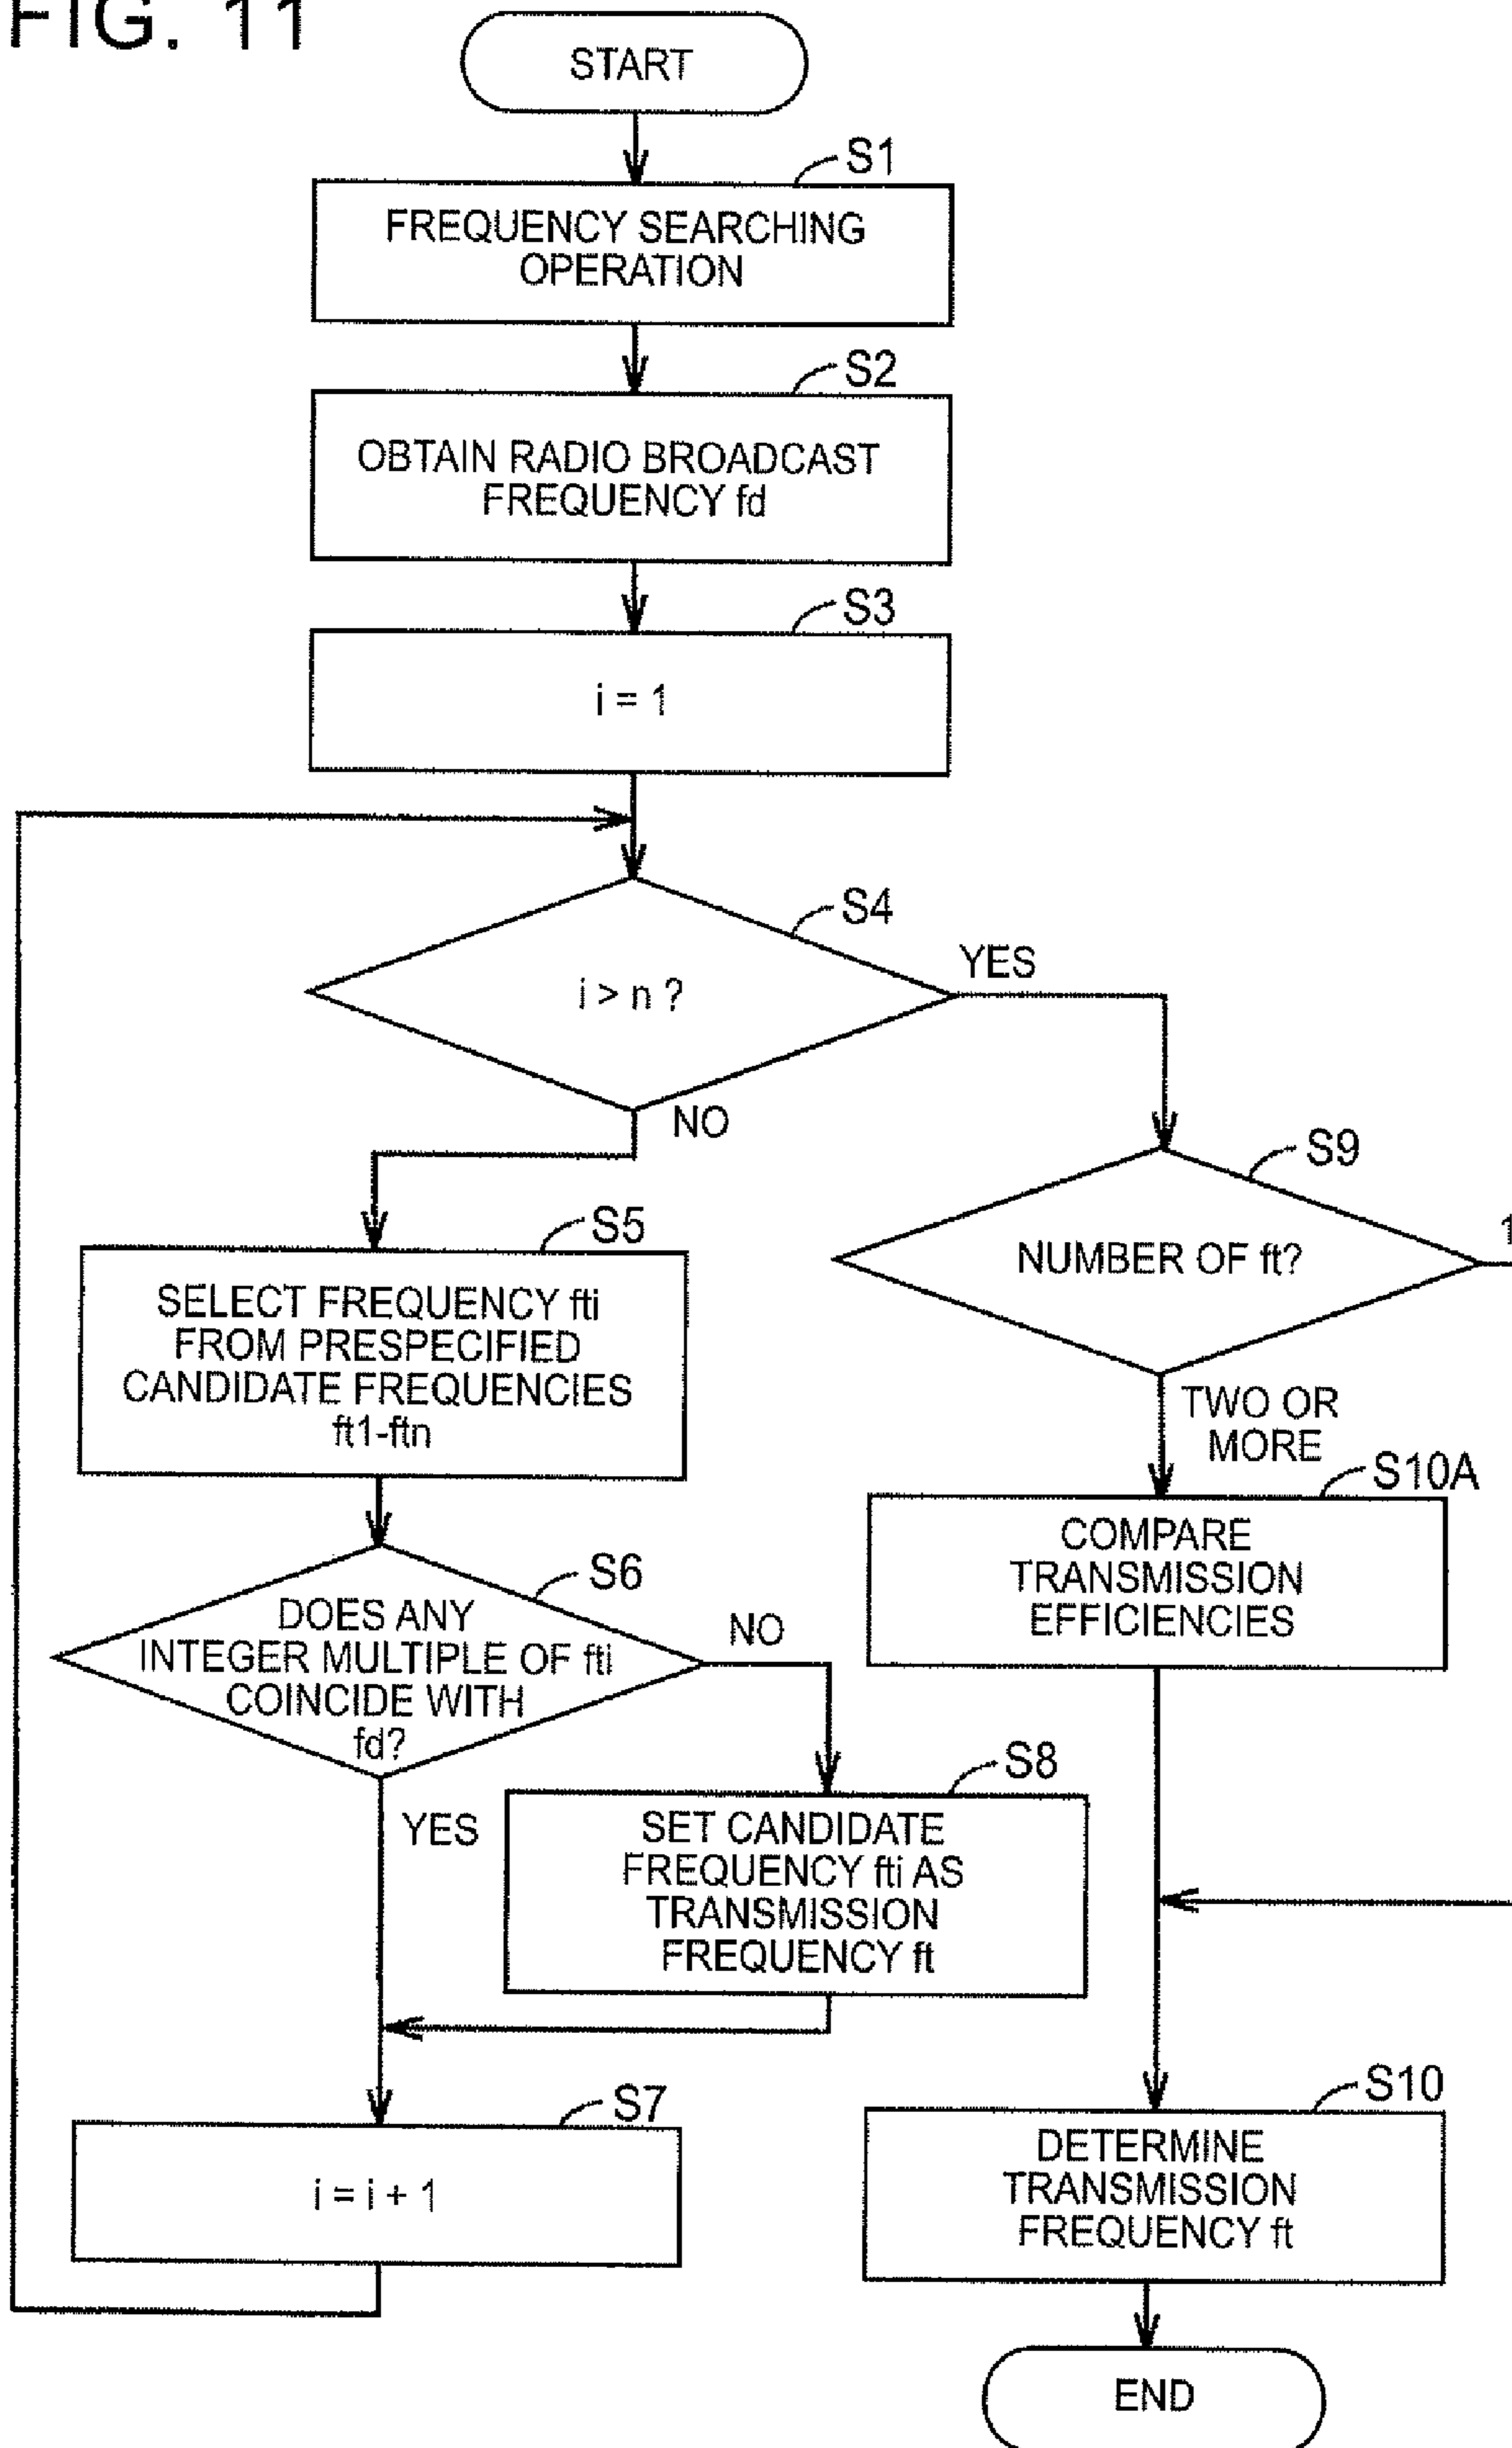 FIG. 11
START
S1
FREQUENCY SEARCHING
OPERATION
S2
OBTAIN RADIO BROADCAST
FREQUENCY fd
S3
i = 1
S4
i > n ?
YES
NO
S5
SELECT FREQUENCY fti
FROM PRESPECIFIED
CANDIDATE FREQUENCIES
ft1-ftn
S6
DOES ANY
INTEGER MULTIPLE OF fti
COINCIDE WITH
fd?
NO
YES
S8
SET CANDIDATE
FREQUENCY fti AS
TRANSMISSION
FREQUENCY ft
S7
i = i + 1
S9
NUMBER OF ft?
1
TWO OR
MORE
S10A
COMPARE
TRANSMISSION
EFFICIENCIES
S10
DETERMINE
TRANSMISSION
FREQUENCY ft
END